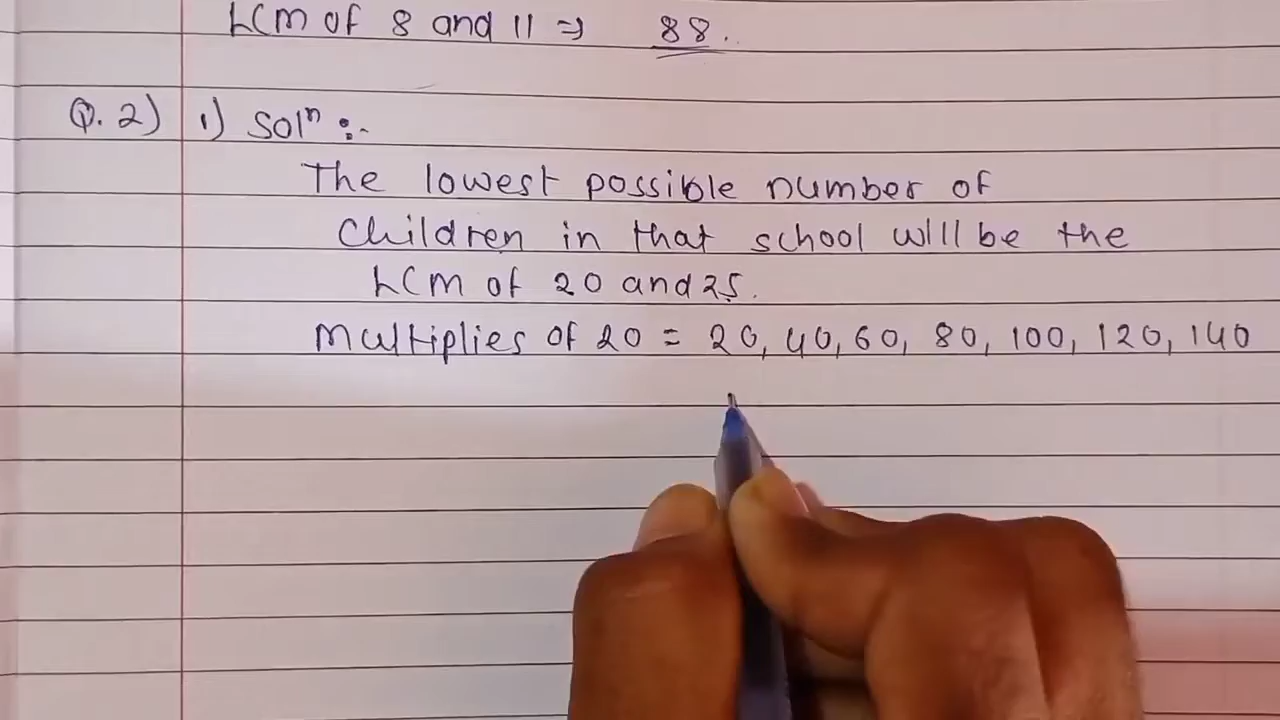 LCM of 8 and 11 ⇒ 88.
Q. 2) 1) Solⁿ :-
The lowest possible number of
children in that school will be the
LCM of 20 and 25.
Multiplies of 20 = 20, 40, 60, 80, 100, 120, 140